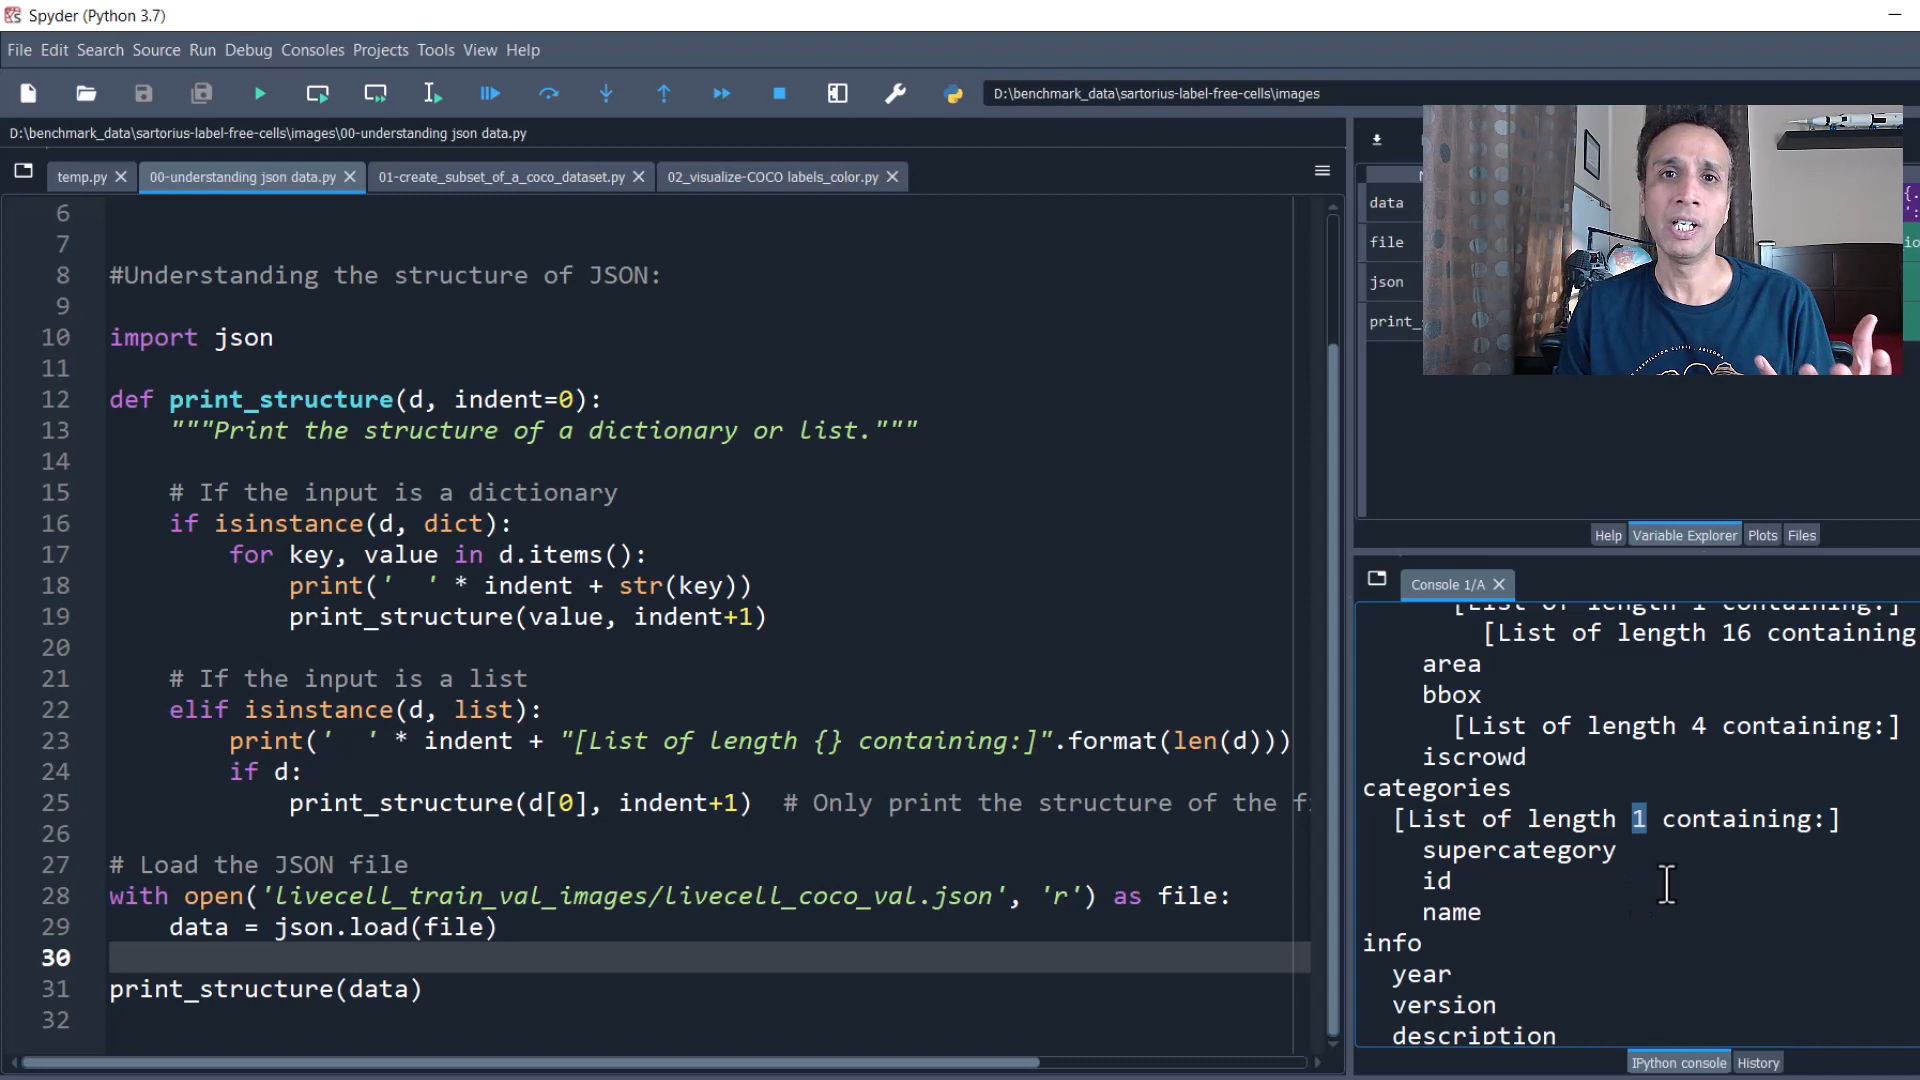 Spyder (Python 3.7)
File Edit Search Source Run Debug Consoles Projects Tools View Help
D:\benchmark_data\sartorius-label-free-cells\images
D:\benchmark_data\sartorius-label-free-cells\images\00-understanding json data.py
temp.py 00-understanding json data.py 01-create_subset_of_a_coco_dataset.py 02_visualize-COCO labels_color.py
6
7
8 #Understanding the structure of JSON:
9
10 import json
11
12 def print_structure(d, indent=0):
13 """Print the structure of a dictionary or list."""
14
15 # If the input is a dictionary
16 if isinstance(d, dict):
17 for key, value in d.items():
18 print('  ' * indent + str(key))
19 print_structure(value, indent+1)
20
21 # If the input is a list
22 elif isinstance(d, list):
23 print('  ' * indent + "[List of length {} containing:]".format(len(d)))
24 if d:
25 print_structure(d[0], indent+1)  # Only print the structure of the
26
27 # Load the JSON file
28 with open('livecell_train_val_images/livecell_coco_val.json', 'r') as file:
29 data = json.load(file)
30
31 print_structure(data)
32
data
file
json
print_
Help Variable Explorer Plots Files
Console 1/A
[List of length 1 containing:]
[List of length 16 containing
area
bbox
[List of length 4 containing:]
iscrowd
categories
[List of length 1 containing:]
supercategory
id
name
info
year
version
description
IPython console History